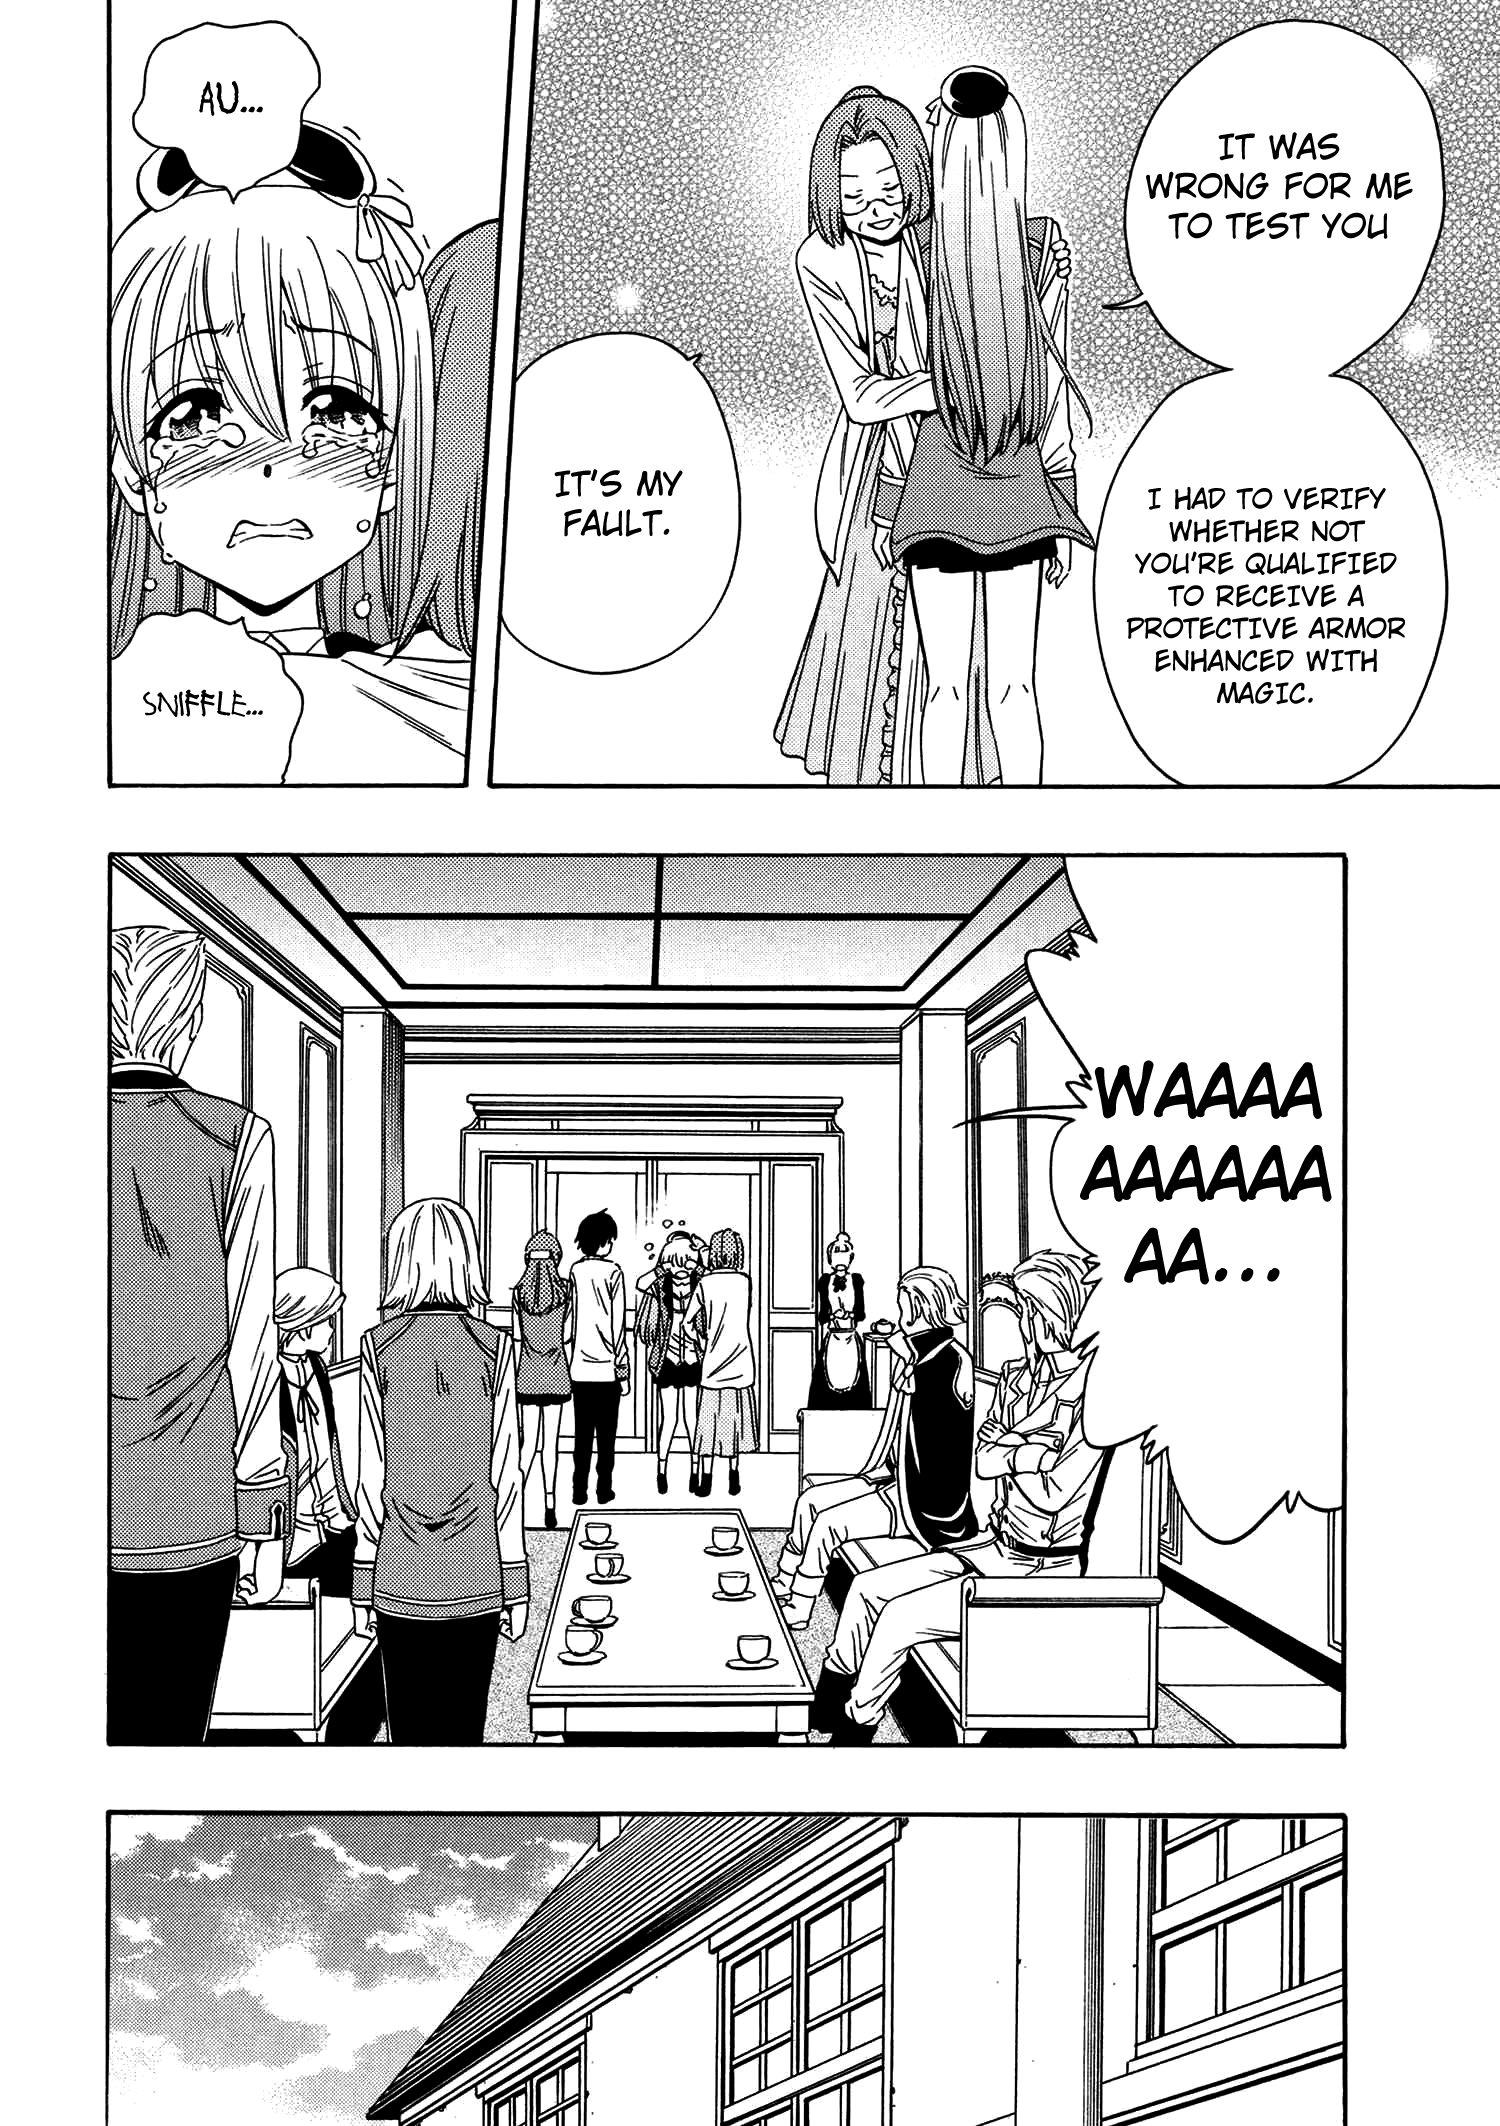 IT WAS
WRONG FOR ME
TO TEST YOU
I HAD TO VERIFY
WHETHER NOT
YOU'RE QUALIFIED
TO RECEIVE A
PROTECTIVE ARMOR
ENHANCED WITH
MAGIC.
IT'S MY
FAULT.
AU...
SNIFFLE...
WAAAA
AAAAAA
AA...